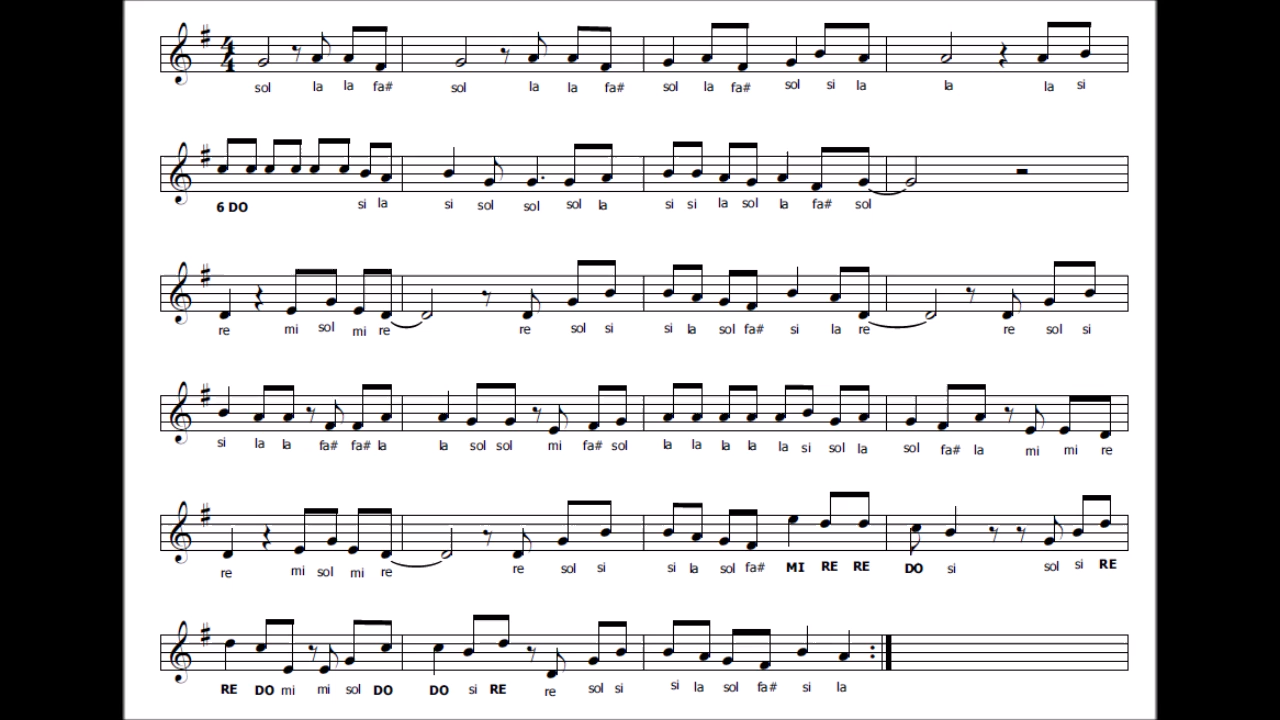 4 4
sol la la fa# sol la la fa# sol la fa# sol si la la la si
6 DO si la si sol sol sol la si si la sol la fa# sol
re mi sol mi re re sol si si la sol fa# si la re re sol si
si la la fa# fa# la la sol sol mi fa# sol la la la la la si sol la sol fa# la mi mi re
re mi sol mi re re sol si si la sol fa# MI RE RE DO si sol si RE
RE DO mi mi sol DO DO si RE re sol si si la sol fa# si la